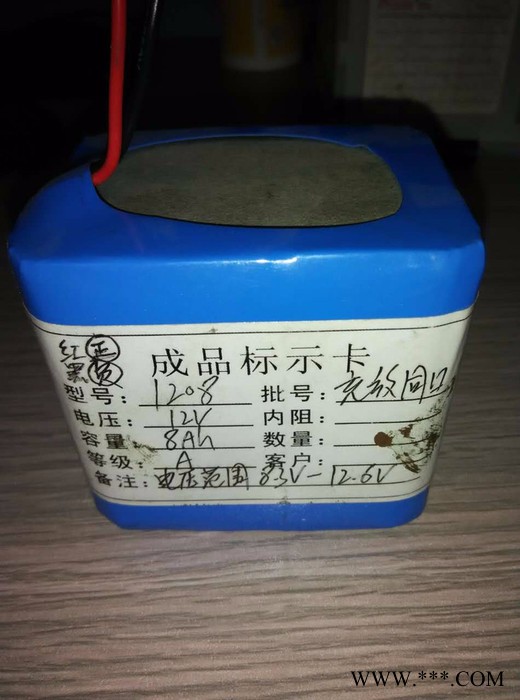 红 正
黑 负
成品标示卡
型号: 1208 批号: 充放同口
电压: 12V 内阻:
容量: 8Ah 数量:
等级: A 客户:
备注: 电压范围 8.3V-12.6V
WWW.***.COM